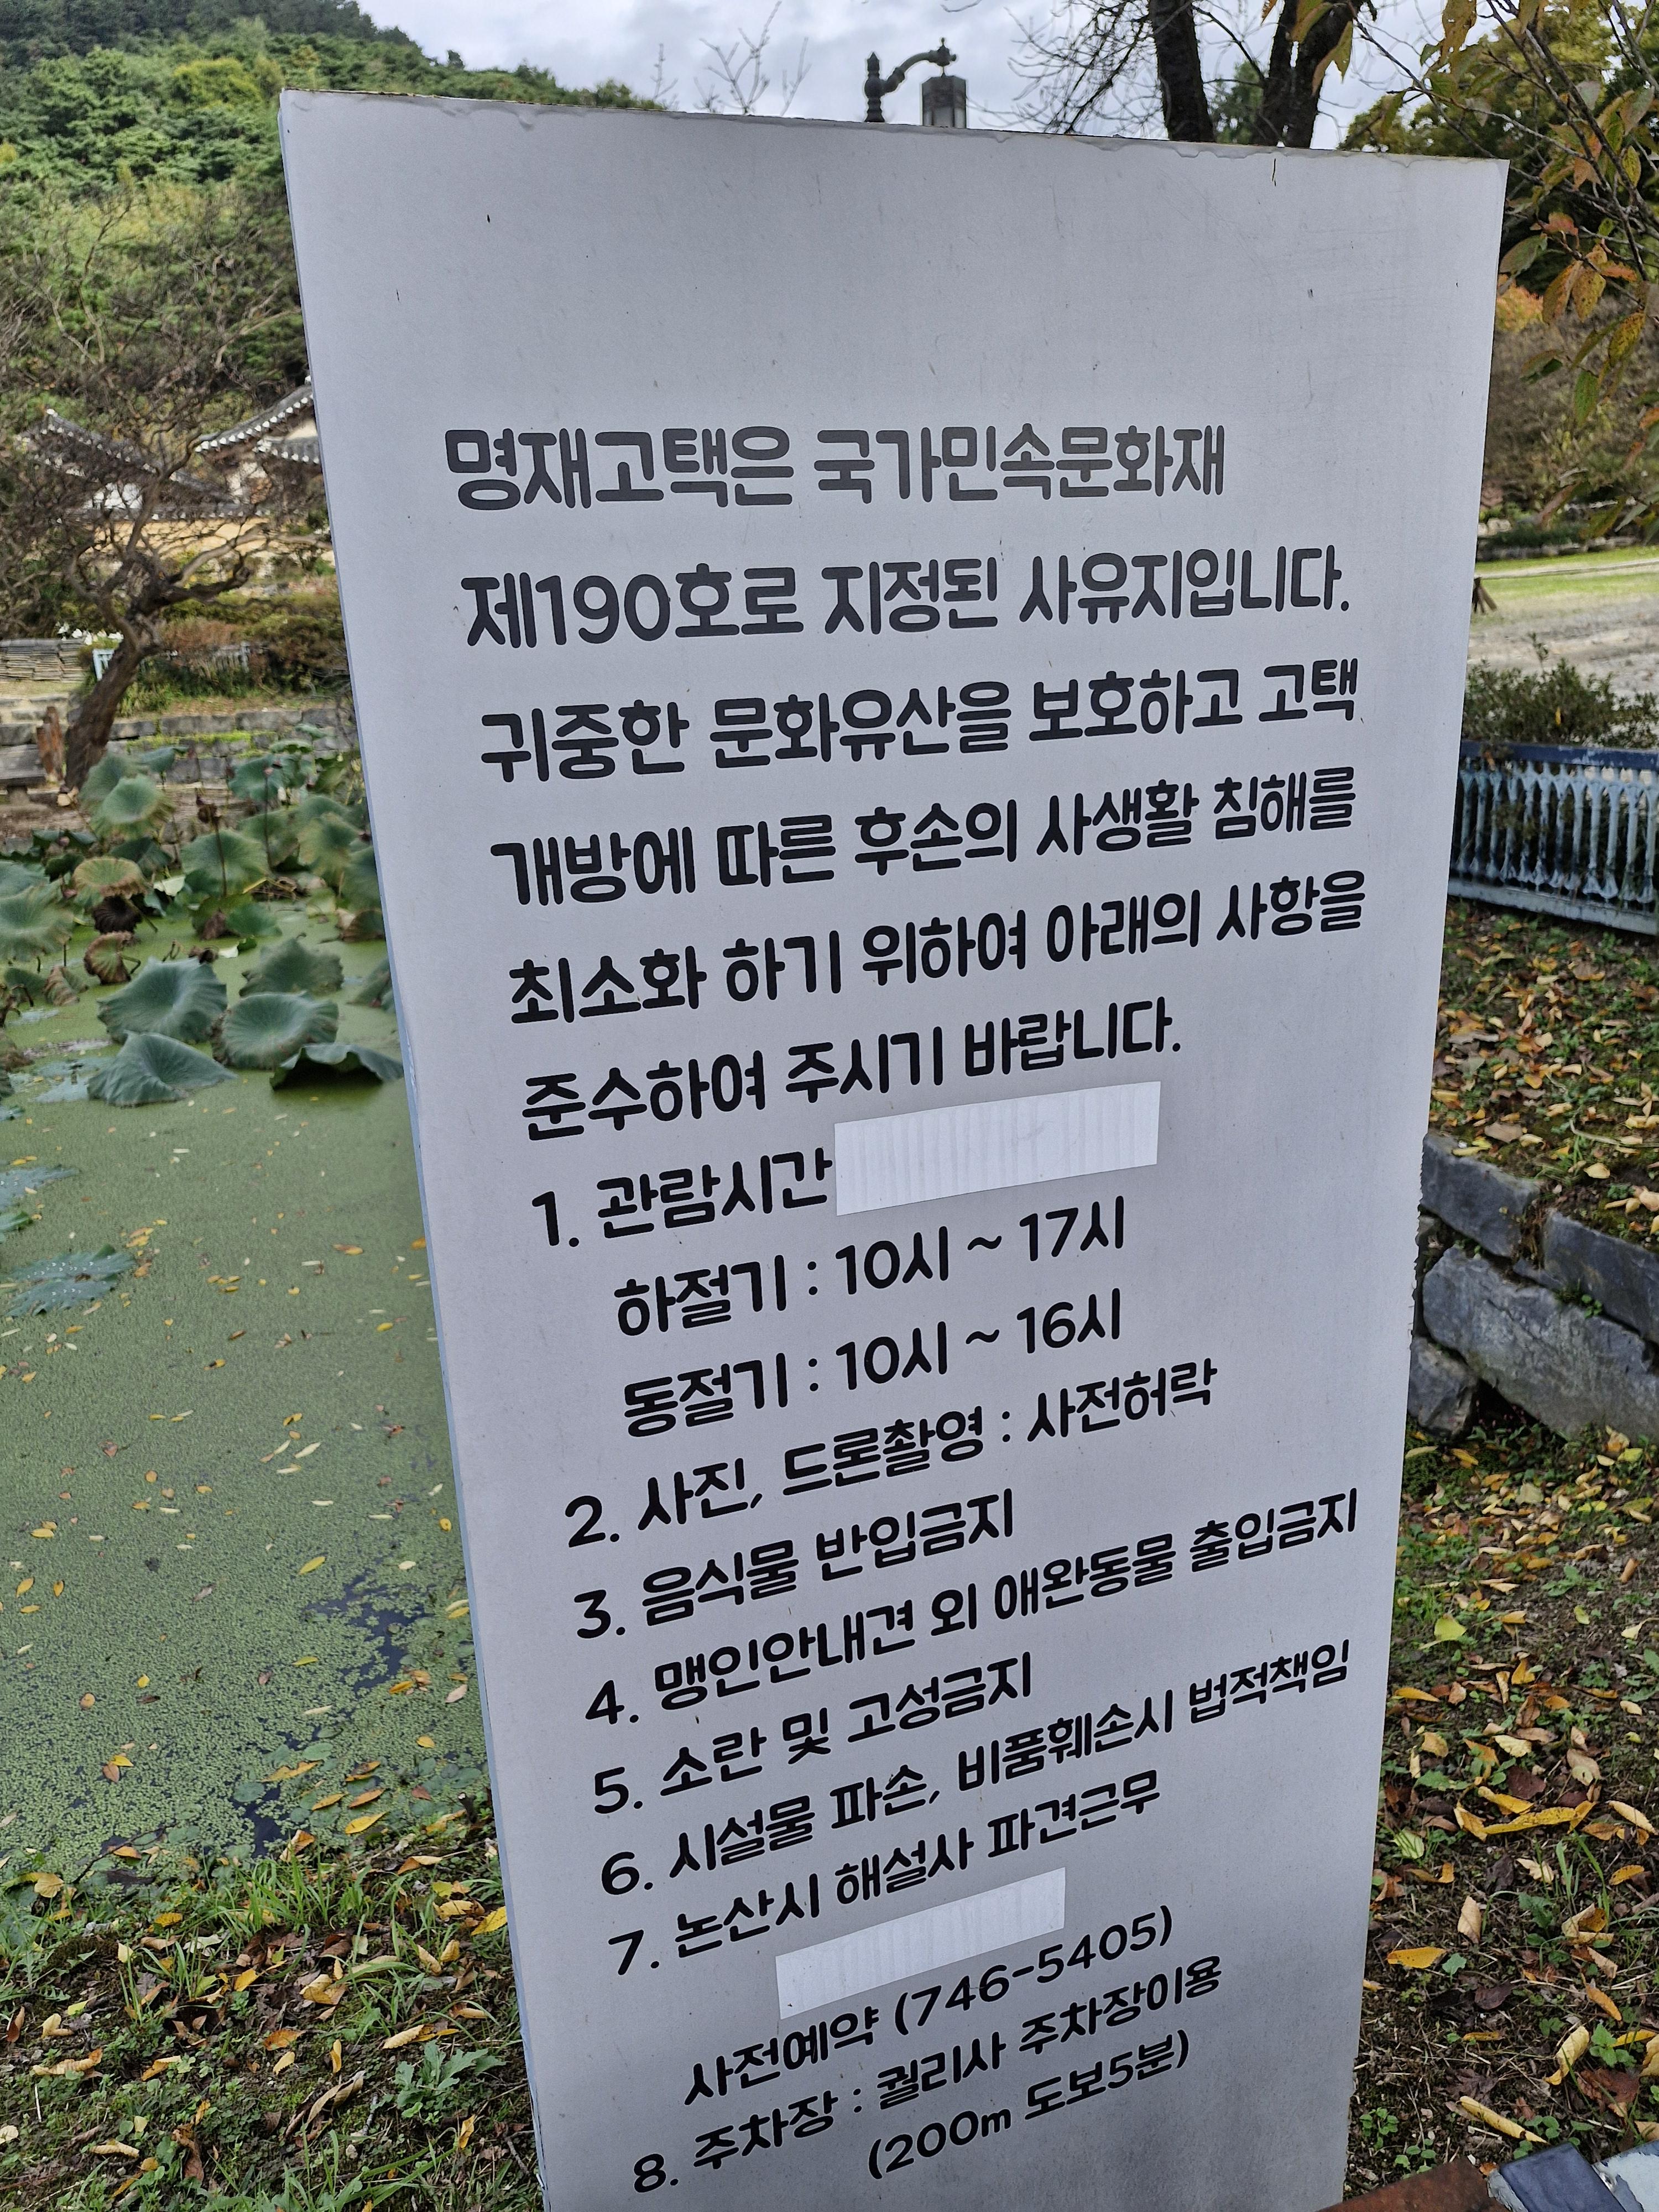 명재고택은 국가민속문화재
제190호로 지정된 사유지입니다.
귀중한 문화유산을 보호하고 고택
개방에 따른 후손의 사생활 침해를
최소화 하기 위하여 아래의 사항을
준수하여 주시기 바랍니다.
1. 관람시간
하절기 : 10시 ~ 17시
동절기 : 10시 ~ 16시
2. 사진, 드론촬영 : 사전허락
3. 음식물 반입금지
4. 맹인안내견 외 애완동물 출입금지
5. 소란 및 고성금지
6. 시설물 파손, 비품훼손시 법적책임
7. 논산시 해설사 파견근무
사전예약 (746-5405)
8. 주차장 : 궐리사 주차장이용
(200m 도보5분)